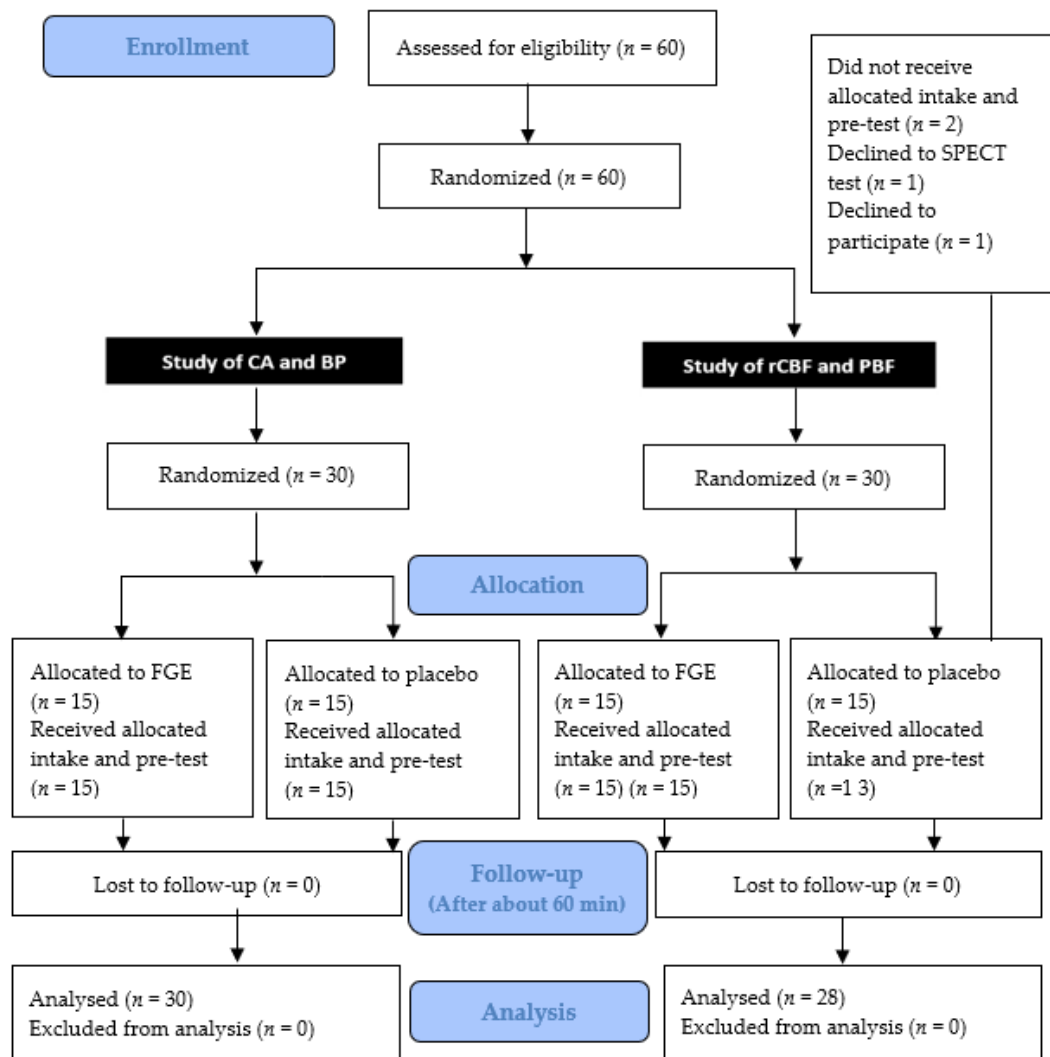 Enrollment
Assessed for eligibility (n = 60)
Did not receive
allocated intake and
pre-test (n = 2)
Declined to SPECT
test (n = 1)
Declined to
participate (n = 1)
Randomized (n = 60)
Study of CA and BP
Study of rCBF and PBF
Randomized (n = 30)
Randomized (n = 30)
Allocation
Allocated to FGE
(n = 15)
Received allocated
intake and pre-test
(n = 15)
Allocated to placebo
(n = 15)
Received allocated
intake and pre-test
(n = 15)
Allocated to FGE
(n = 15)
Received allocated
intake and pre-test
(n = 15) (n = 15)
Allocated to placebo
(n = 15)
Received allocated
intake and pre-test
(n =1 3)
Lost to follow-up (n = 0)
Follow-up
(After about 60 min)
Lost to follow-up (n = 0)
Analysed (n = 30)
Excluded from analysis (n = 0)
Analysis
Analysed (n = 28)
Excluded from analysis (n = 0)